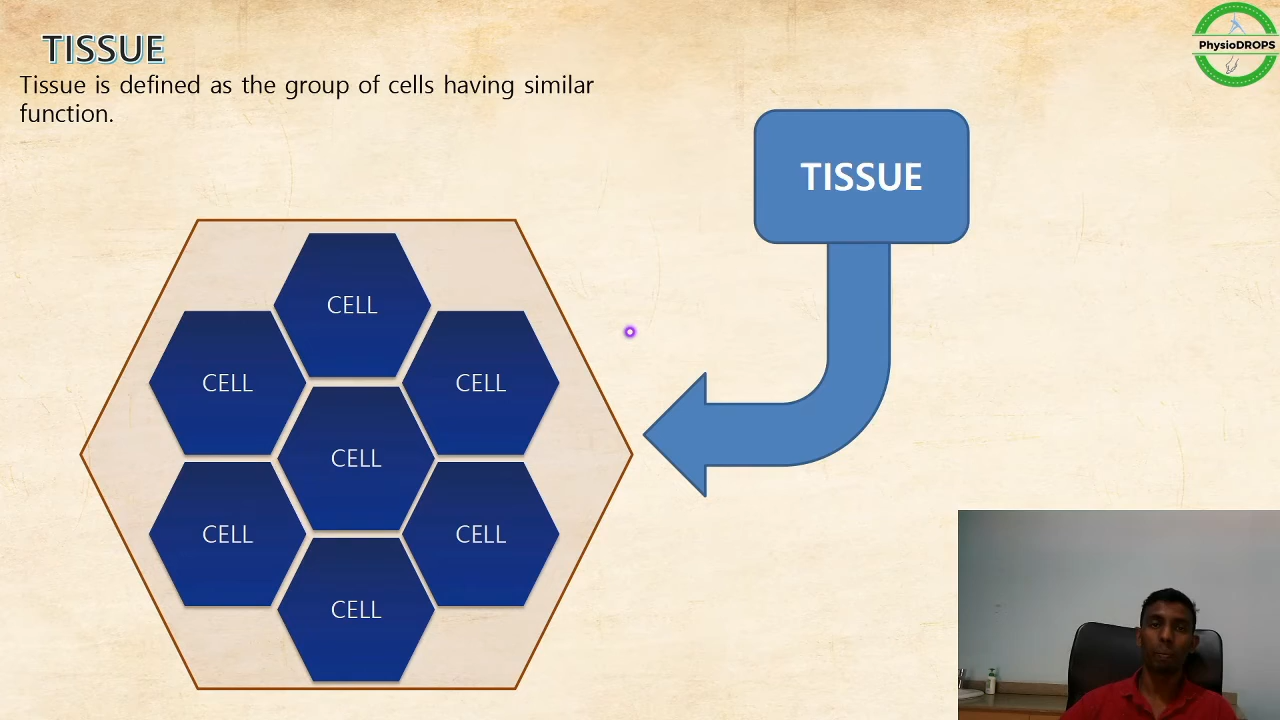 TISSUE
Tissue is defined as the group of cells having similar
function.
PhysioDROPS
TISSUE
CELL
CELL
CELL
CELL
CELL
CELL
CELL